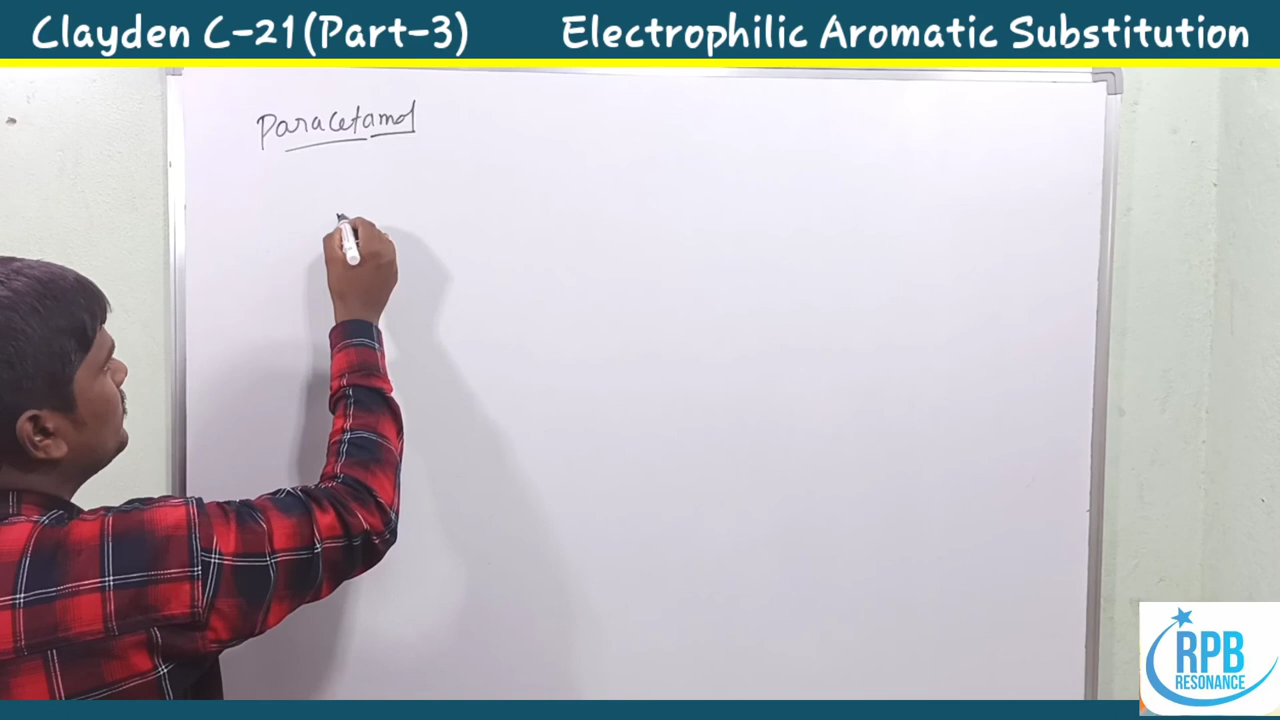 Clayden C-21(Part-3) Electrophilic Aromatic Substitution
Paracetamol
RPB
RESONANCE